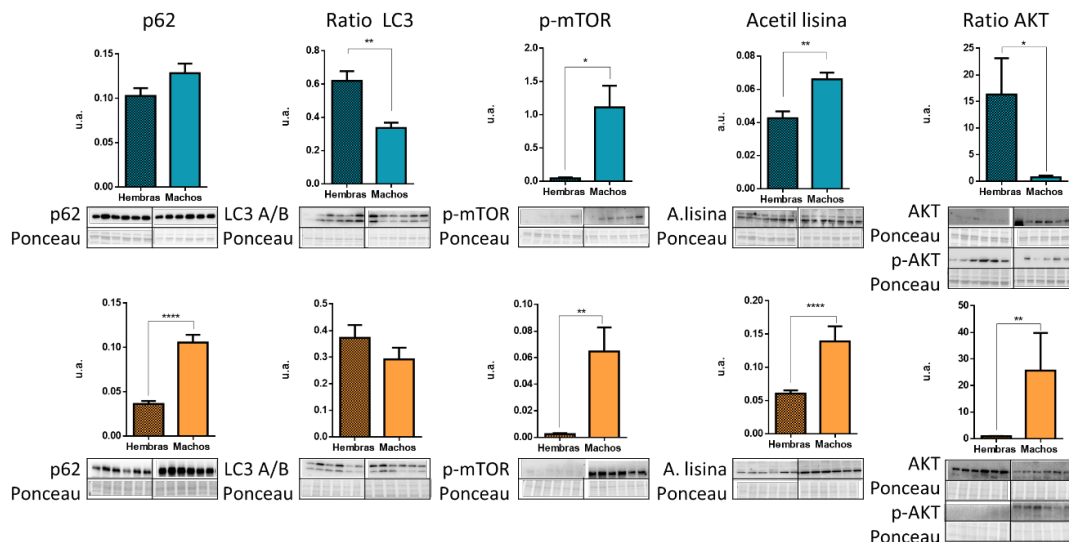 p62
Ratio LC3
p-mTOR
Acetil lisina
Ratio AKT
u.a.
0.15
0.10
0.05
0.00
Hembras Machos
**
u.a.
0.8
0.6
0.4
0.2
0.0
Hembras Machos
*
u.a.
2.0
1.5
1.0
0.5
0.0
Hembras Machos
**
a.u.
0.08
0.06
0.04
0.02
0.00
Hembras Machos
*
u.a.
25
20
15
10
5
0
Hembras Machos
p62
Ponceau
LC3 A/B
Ponceau
p-mTOR
Ponceau
A.lisina
Ponceau
AKT
Ponceau
p-AKT
Ponceau
****
u.a.
0.15
0.10
0.05
0.00
Hembras Machos
u.a.
0.5
0.4
0.3
0.2
0.1
0.0
Hembras Machos
**
u.a.
0.10
0.08
0.06
0.04
0.02
0.00
Hembras Machos
****
u.a.
0.20
0.15
0.10
0.05
0.0
Hembras Machos
**
u.a.
50
40
30
20
10
0
Hembras Machos
p62
Ponceau
LC3 A/B
Ponceau
p-mTOR
Ponceau
A. lisina
Ponceau
AKT
Ponceau
p-AKT
Ponceau